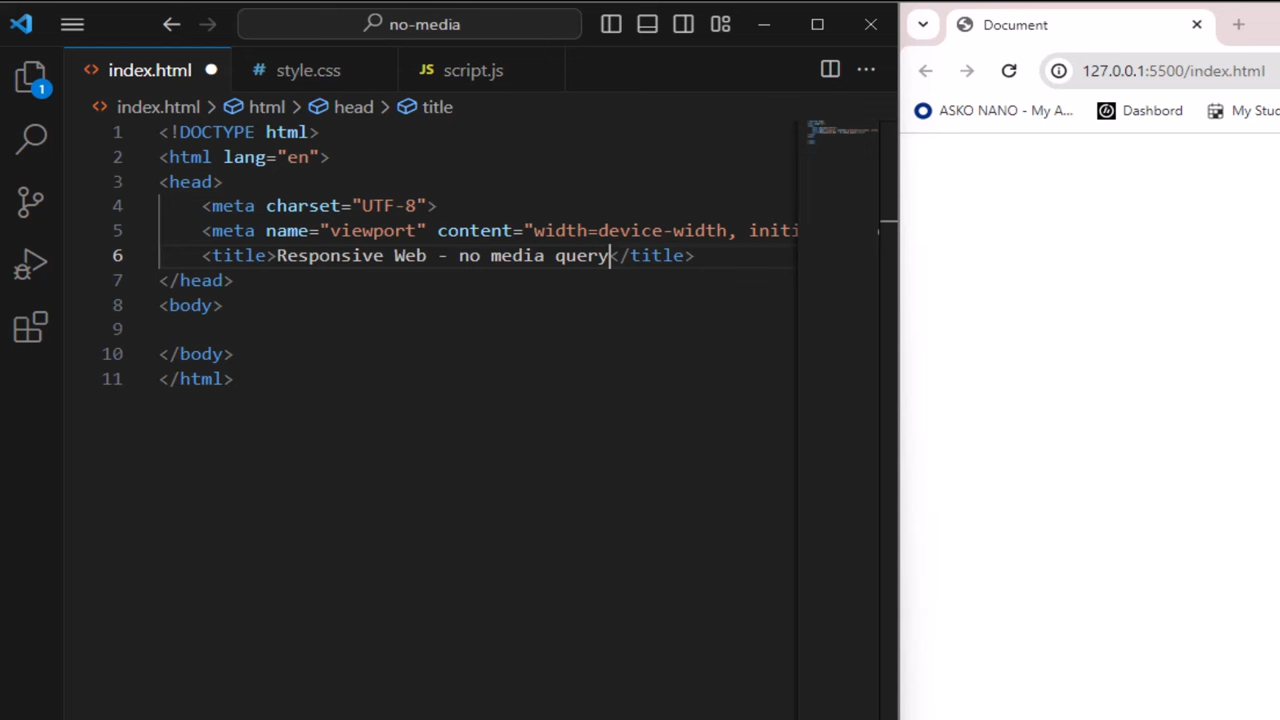 no-media
index.html
# style.css
JS script.js
index.html > html > head > title
1 <!DOCTYPE html>
2 <html lang="en">
3 <head>
4 <meta charset="UTF-8">
5 <meta name="viewport" content="width=device-width, initi
6 <title>Responsive Web - no media query</title>
7 </head>
8 <body>
9
10 </body>
11 </html>
1
Document
127.0.0.1:5500/index.html
ASKO NANO - My A...
Dashbord
My Stud